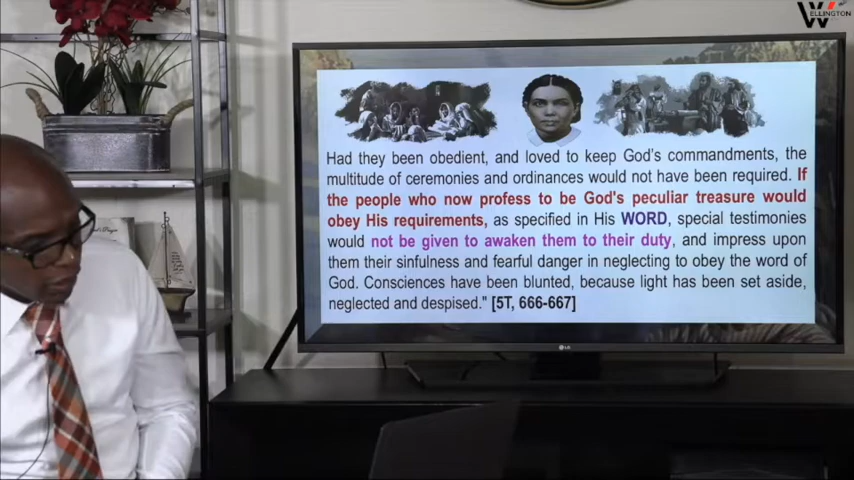 WELLINGTON
Had they been obedient, and loved to keep God's commandments, the
multitude of ceremonies and ordinances would not have been required. If
the people who now profess to be God's peculiar treasure would
obey His requirements, as specified in His WORD, special testimonies
would not be given to awaken them to their duty, and impress upon
them their sinfulness and fearful danger in neglecting to obey the word of
God. Consciences have been blunted, because light has been set aside,
neglected and despised." [5T, 666-667]
LG